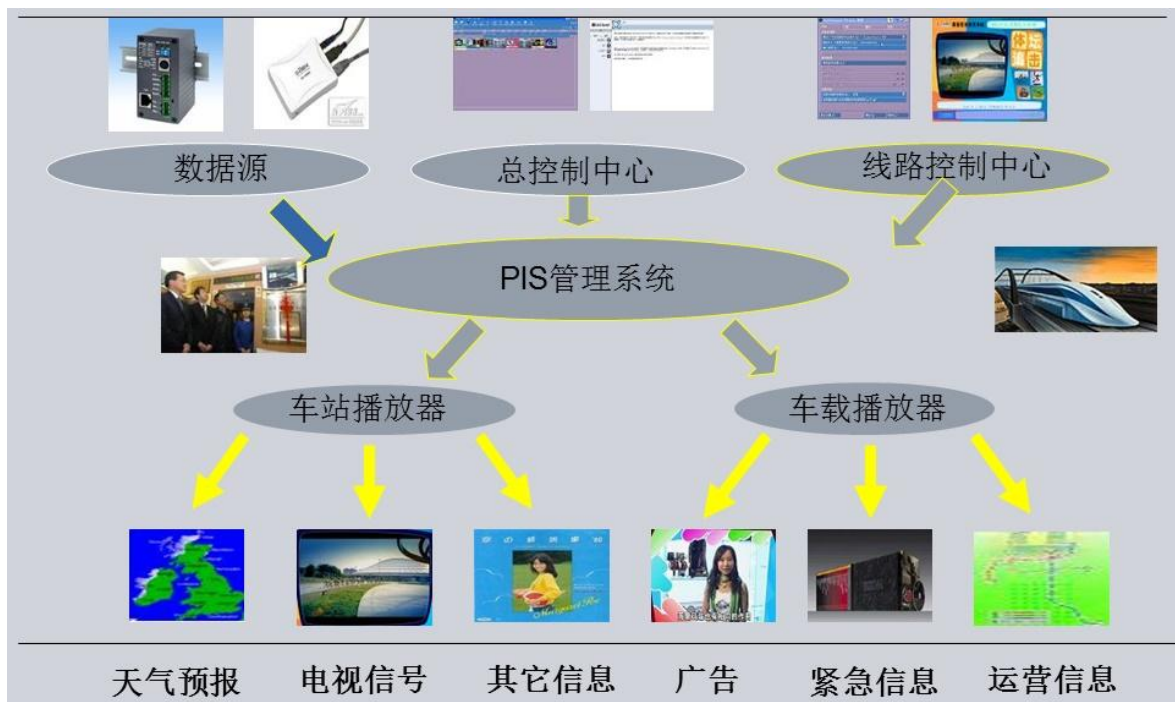 数据源
总控制中心
线路控制中心
PIS管理系统
车站播放器
车载播放器
天气预报
电视信号
其它信息
广告
紧急信息
运营信息